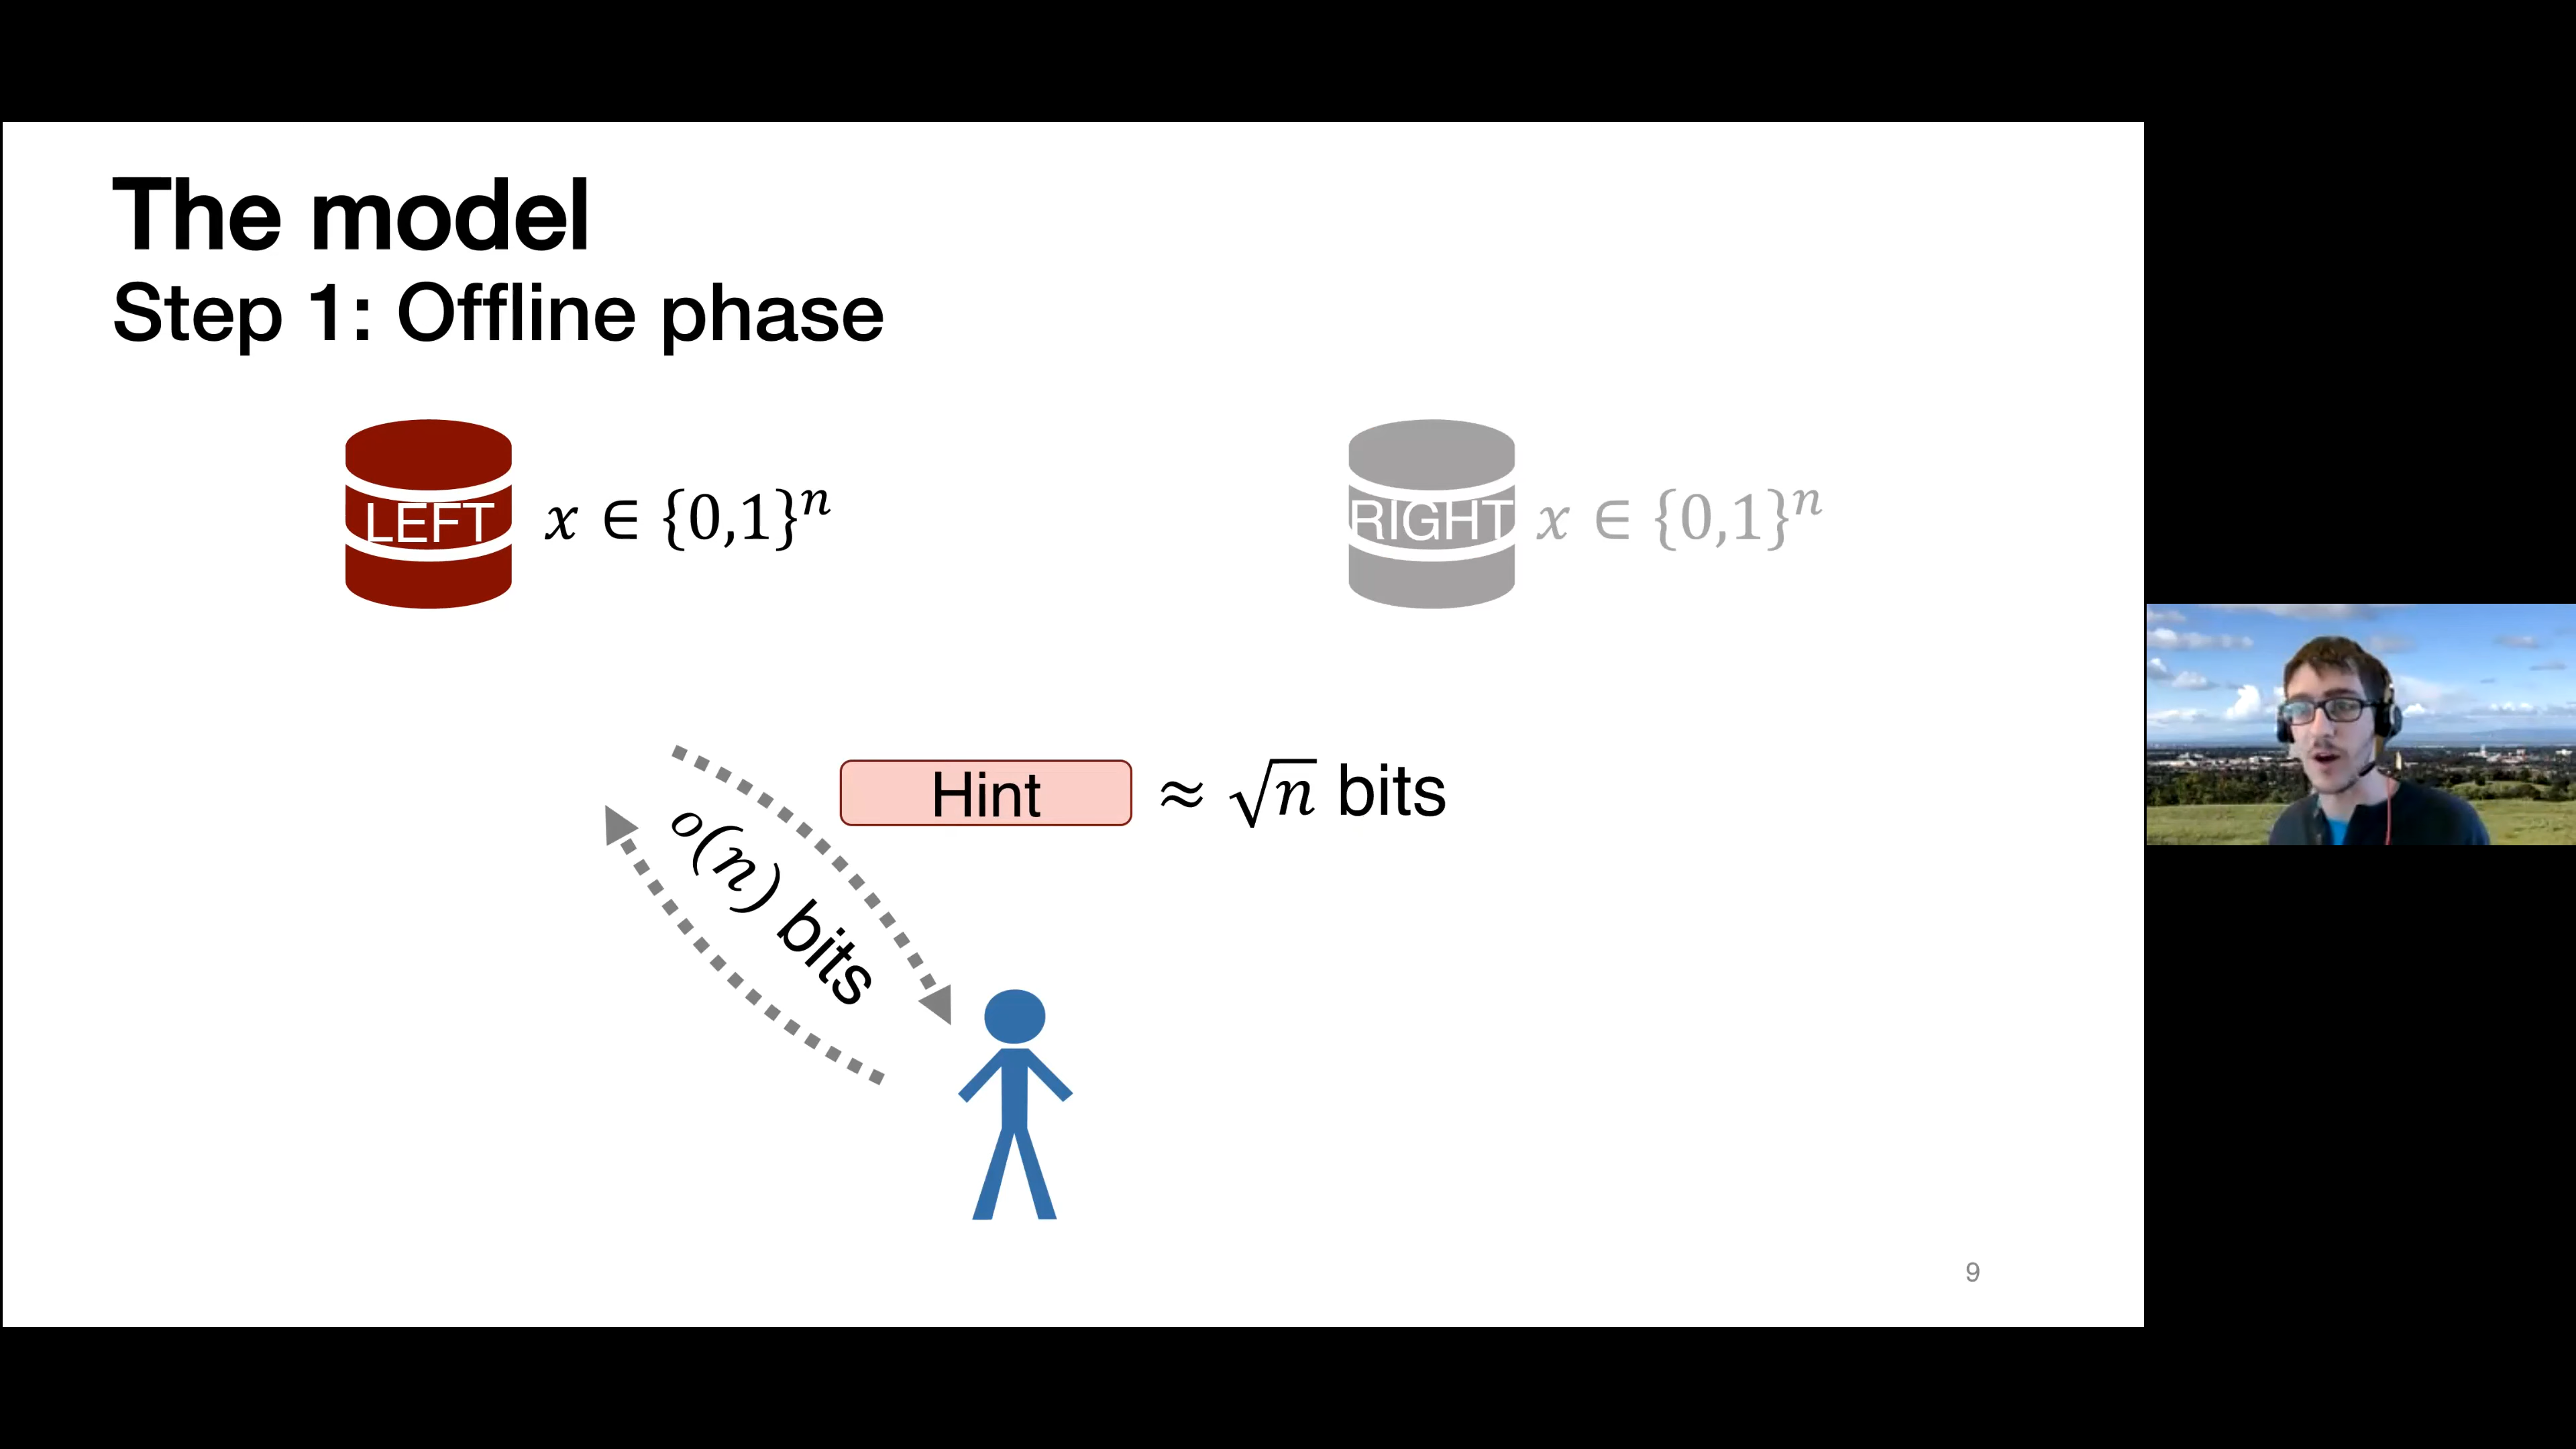 The model
Step 1: Offline phase
LEFT
x ∈ {0,1}ⁿ
RIGHT
x ∈ {0,1}ⁿ
Hint
≈ √n bits
o(n) bits
9